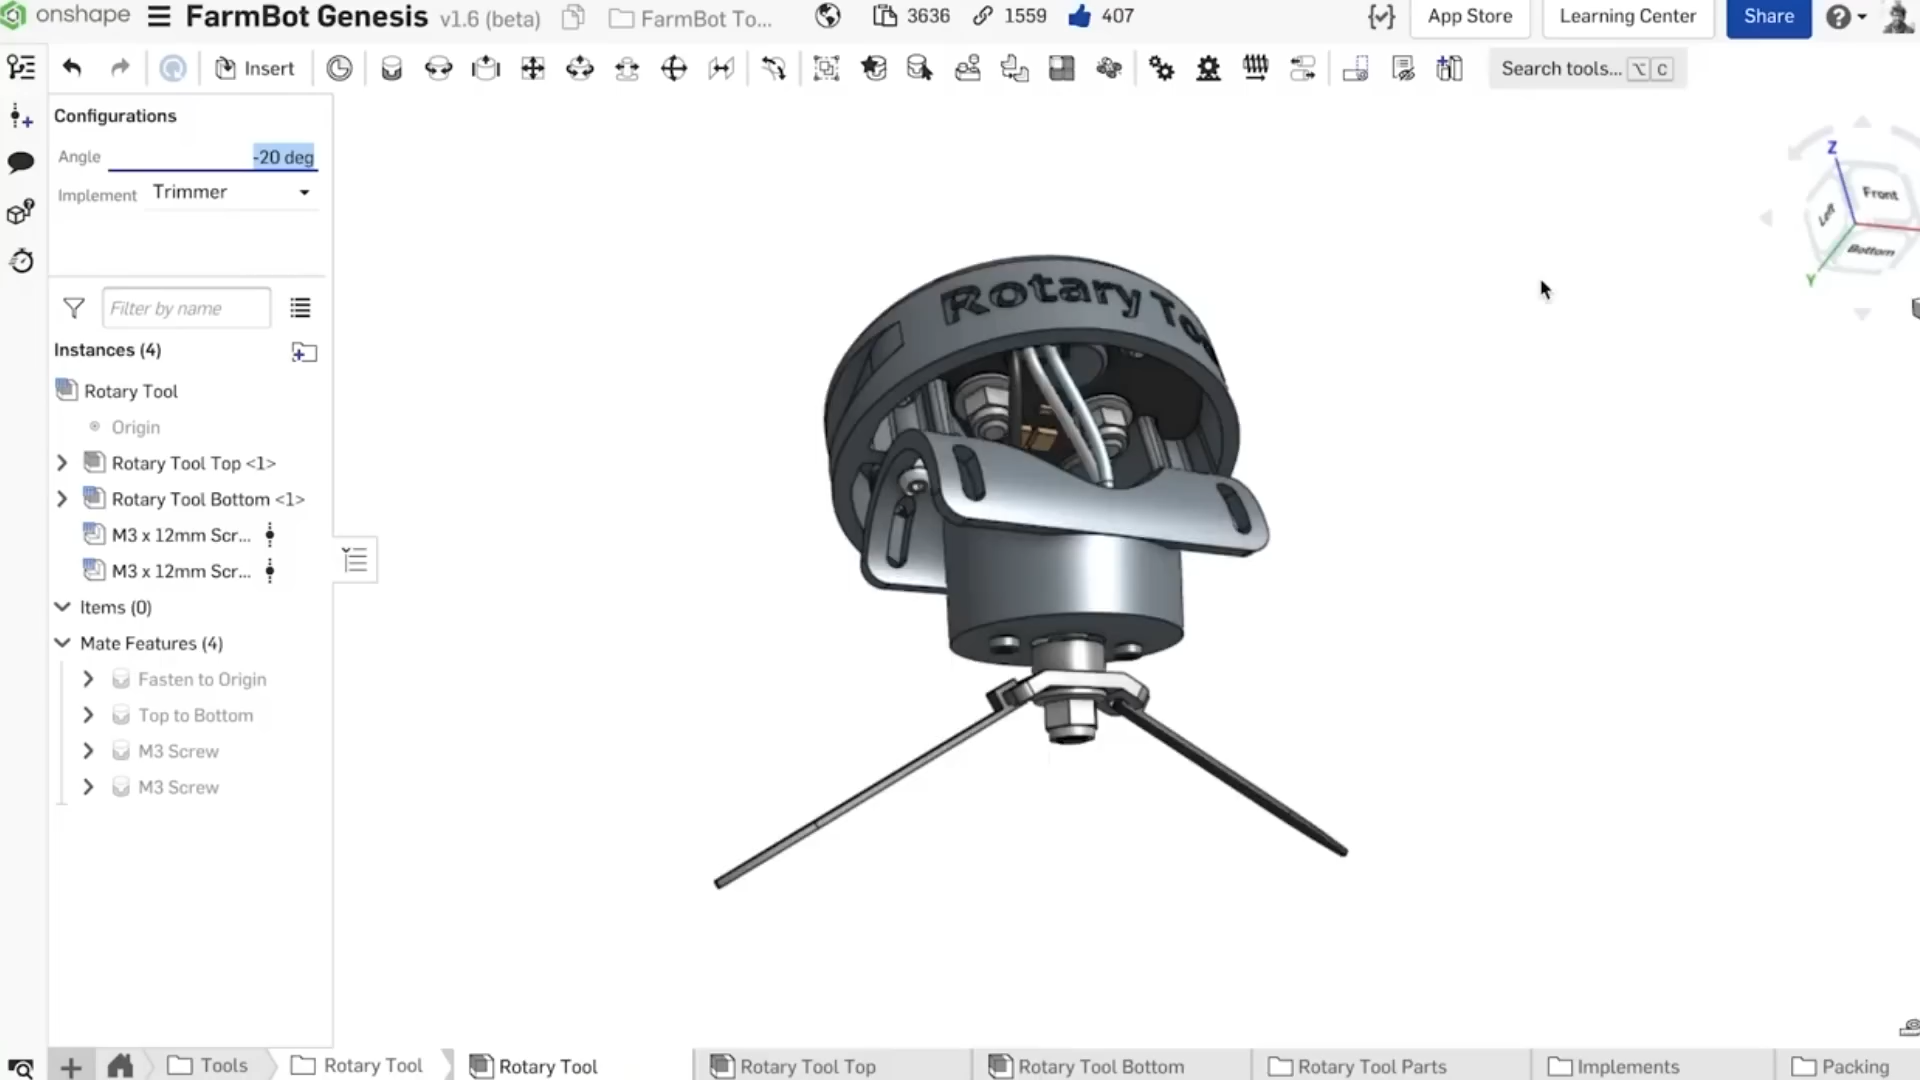 onshape FarmBot Genesis v1.6 (beta) FarmBot To... 3636 1559 407 App Store Learning Center Share
Insert Search tools... ⌥ C
Configurations
Angle -20 deg
Implement Trimmer
Filter by name
Instances (4)
Rotary Tool
Origin
Rotary Tool Top <1>
Rotary Tool Bottom <1>
M3 x 12mm Scr...
M3 x 12mm Scr...
Items (0)
Mate Features (4)
Fasten to Origin
Top to Bottom
M3 Screw
M3 Screw
Rotary Too
Z
Front
Left
Bottom
Y
Tools Rotary Tool Rotary Tool Rotary Tool Top Rotary Tool Bottom Rotary Tool Parts Implements Packing